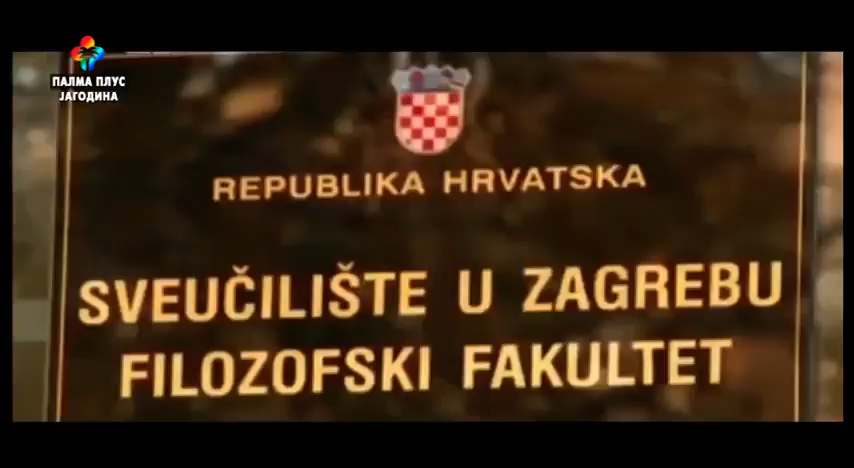 ПАЛМА ПЛУС
ЈАГОДИНА
REPUBLIKA HRVATSKA
SVEUČILIŠTE U ZAGREBU
FILOZOFSKI FAKULTET